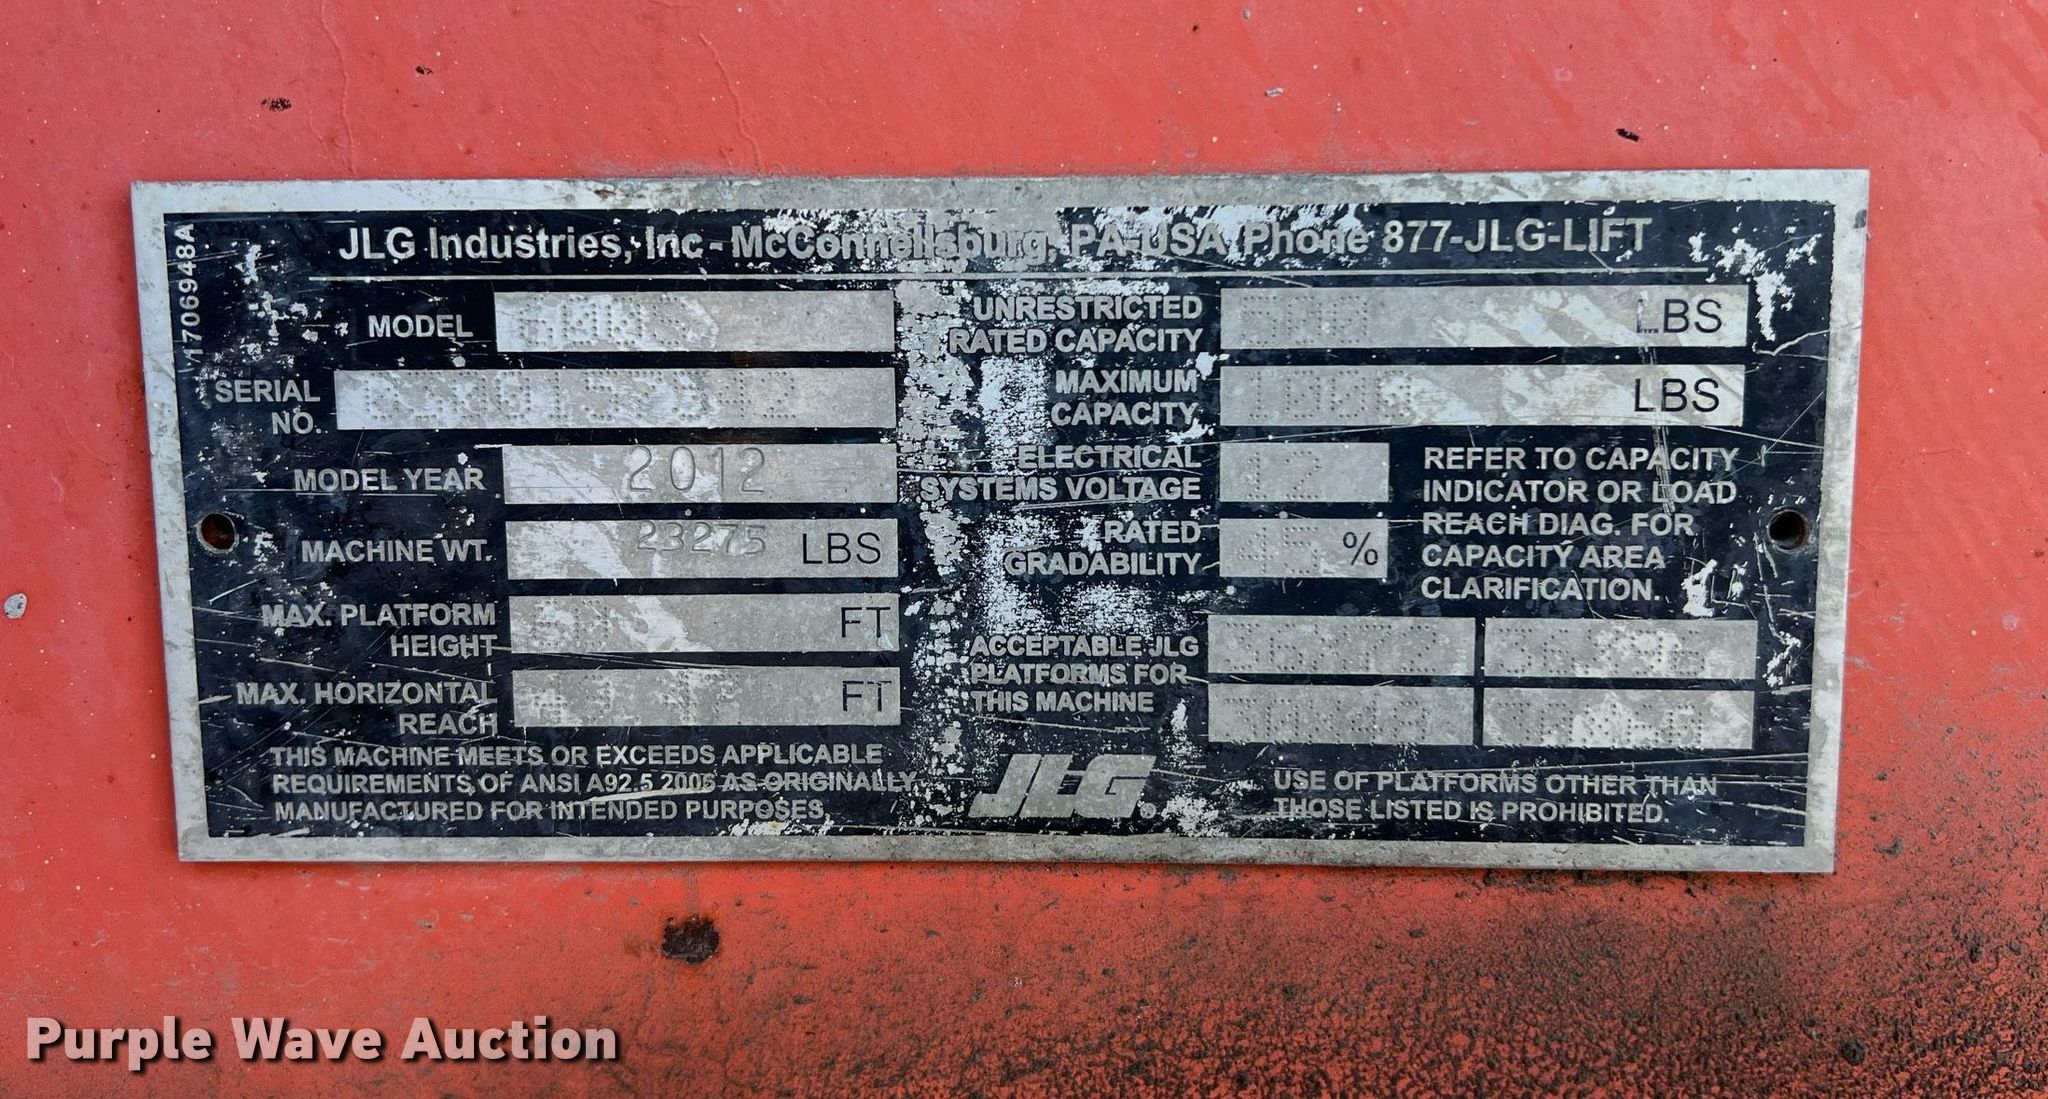 JLG Industries, Inc - McConnellsburg, PA-USA Phone 877-JLG-LIFT
1706948A
MODEL 600S
SERIAL NO.
MODEL YEAR 2012
MACHINE WT. 23275 LBS
MAX. PLATFORM HEIGHT FT
MAX. HORIZONTAL REACH FT
THIS MACHINE MEETS OR EXCEEDS APPLICABLE
REQUIREMENTS OF ANSI A92.5 2006 AS ORIGINALLY
MANUFACTURED FOR INTENDED PURPOSES.
UNRESTRICTED RATED CAPACITY LBS
MAXIMUM CAPACITY 1000 LBS
ELECTRICAL SYSTEMS VOLTAGE 12
RATED GRADABILITY 45 %
REFER TO CAPACITY
INDICATOR OR LOAD
REACH DIAG. FOR
CAPACITY AREA
CLARIFICATION.
ACCEPTABLE JLG
PLATFORMS FOR
THIS MACHINE
JLG
USE OF PLATFORMS OTHER THAN
THOSE LISTED IS PROHIBITED.
Purple Wave Auction